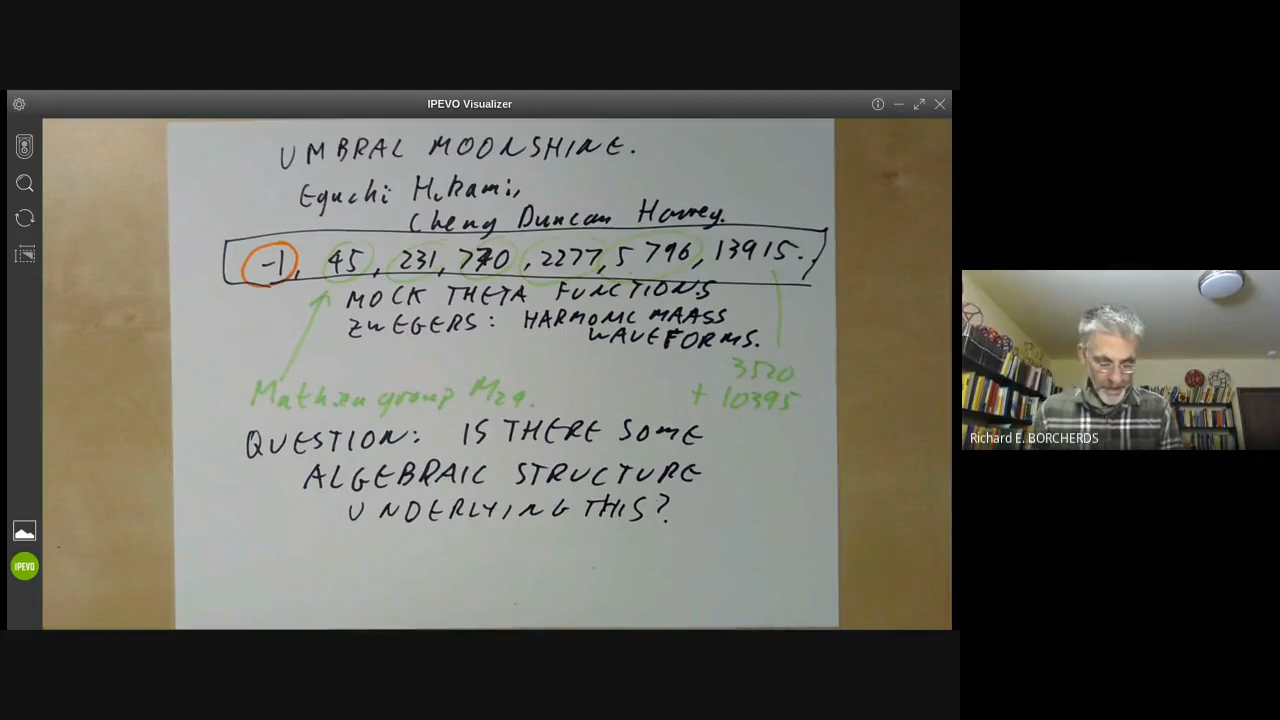 IPEVO Visualizer
UMBRAL MOONSHINE.
Eguchi Hikami,
Cheng Duncan Harvey.
-1, 45, 231, 770, 2277, 5796, 13915.,
MOCK THETA FUNCTIONS
ZWEGERS: HARMONIC MAASS
WAVEFORMS.
3520
Mathieu group M24. + 10395
QUESTION: IS THERE SOME
ALGEBRAIC STRUCTURE
UNDERLYING THIS?
IPEVO
Richard E. BORCHERDS